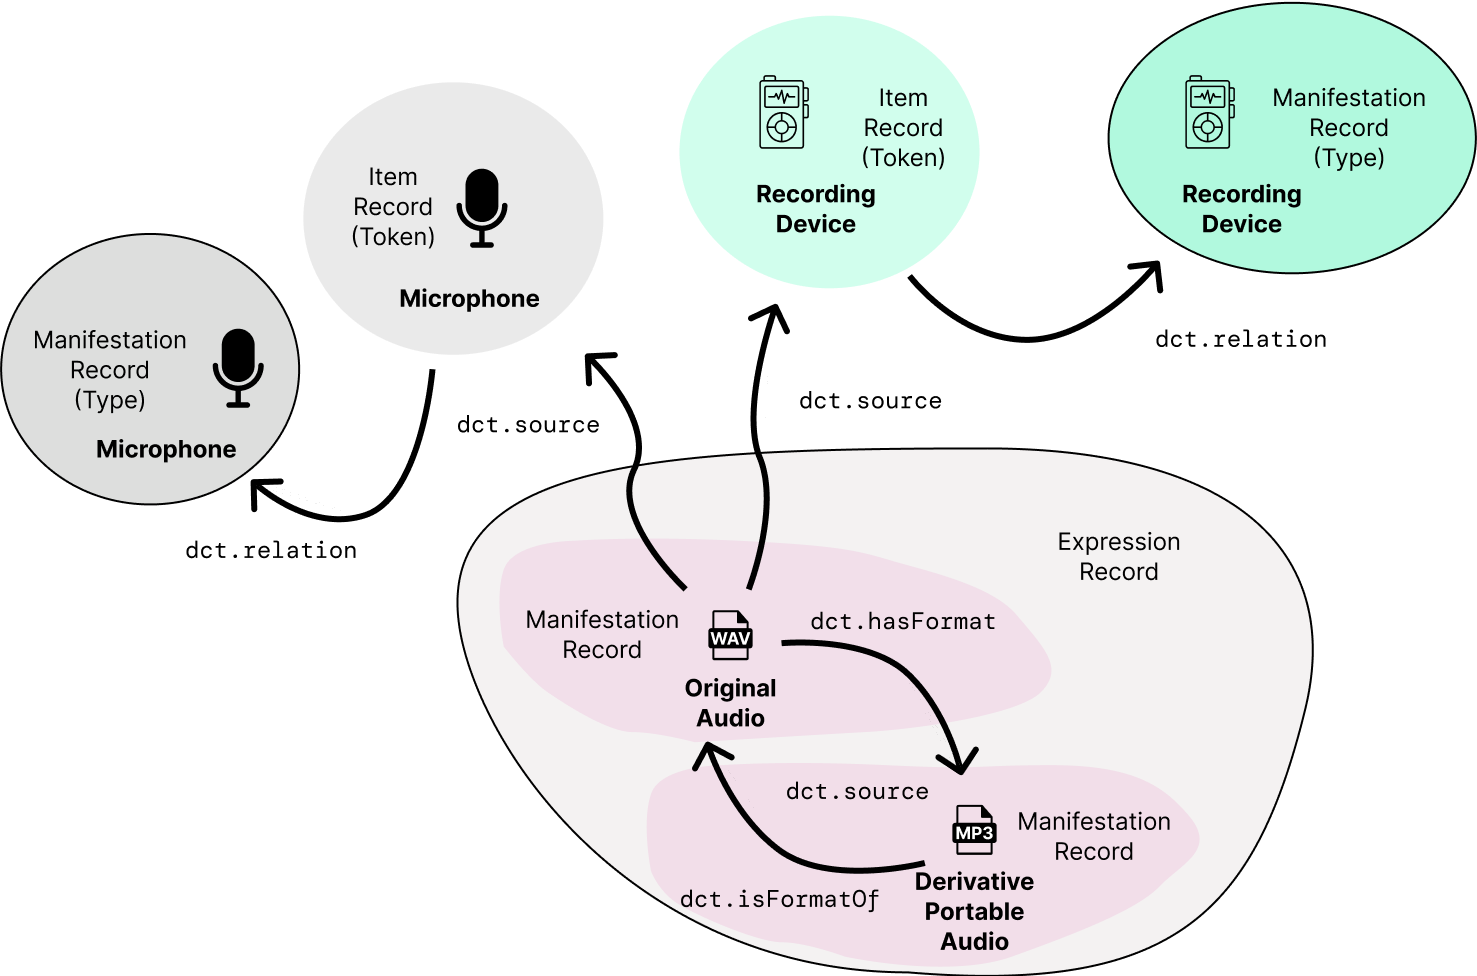 Item
Record
(Token)
Recording
Device
Manifestation
Record
(Type)
Recording
Device
Item
Record
(Token)
Microphone
Manifestation
Record
(Type)
Microphone
dct.relation
dct.source
dct.source
dct.relation
Expression
Record
Manifestation
Record
WAV
Original
Audio
dct.hasFormat
dct.source
MP3
Manifestation
Record
dct.isFormatOf
Derivative
Portable
Audio